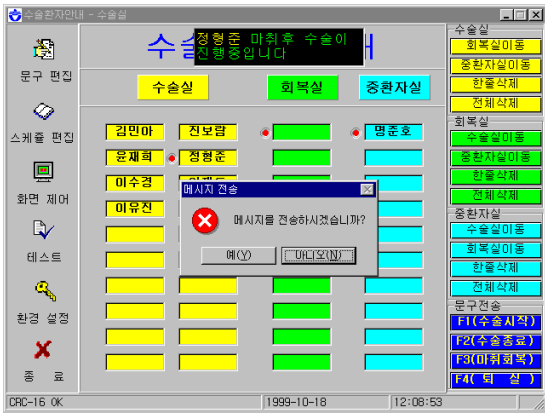 수술환자안내 - 수술실
정형준 마취후 수술이
진행중입니다
수술
수술실
회복실
중환자실
문구 편집
스케쥴 편집
화면 제어
테스트
환경 설정
종 료
김민아
진보람
명준호
윤재희
정형준
이수경
이유진
메시지 전송
메시지를 전송하시겠습니까?
예(Y)
아니오(N)
수술실
회복실이동
중환자실이동
한줄삭제
전체삭제
회복실
수술실이동
중환자실이동
한줄삭제
전체삭제
중환자실
수술실이동
회복실이동
한줄삭제
전체삭제
문구전송
F1(수술시작)
F2(수술종료)
F3(마취회복)
F4( 퇴 실 )
CRC-16 OK
1999-10-18
12:08:53